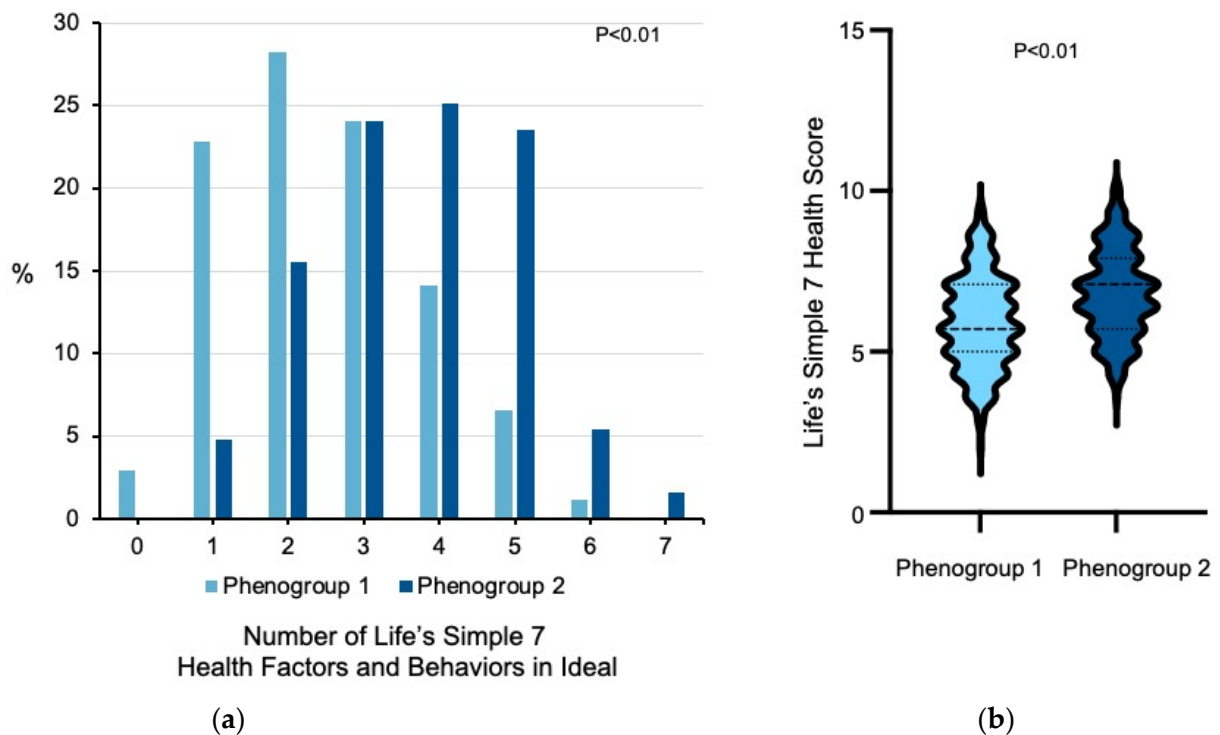 30
25
20
15
10
5
0
%
P<0.01
0 1 2 3 4 5 6 7
Phenogroup 1 Phenogroup 2
Number of Life's Simple 7
Health Factors and Behaviors in Ideal
(a)
15
10
5
0
Life's Simple 7 Health Score
P<0.01
Phenogroup 1 Phenogroup 2
(b)